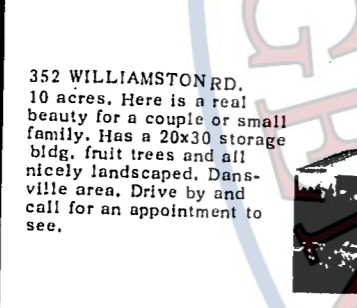 352 WILLIAMSTON RD.
10 acres. Here is a real
beauty for a couple or small
family. Has a 20x30 storage
bldg. fruit trees and all
nicely landscaped. Dans-
ville area. Drive by and
call for an appointment to
see.